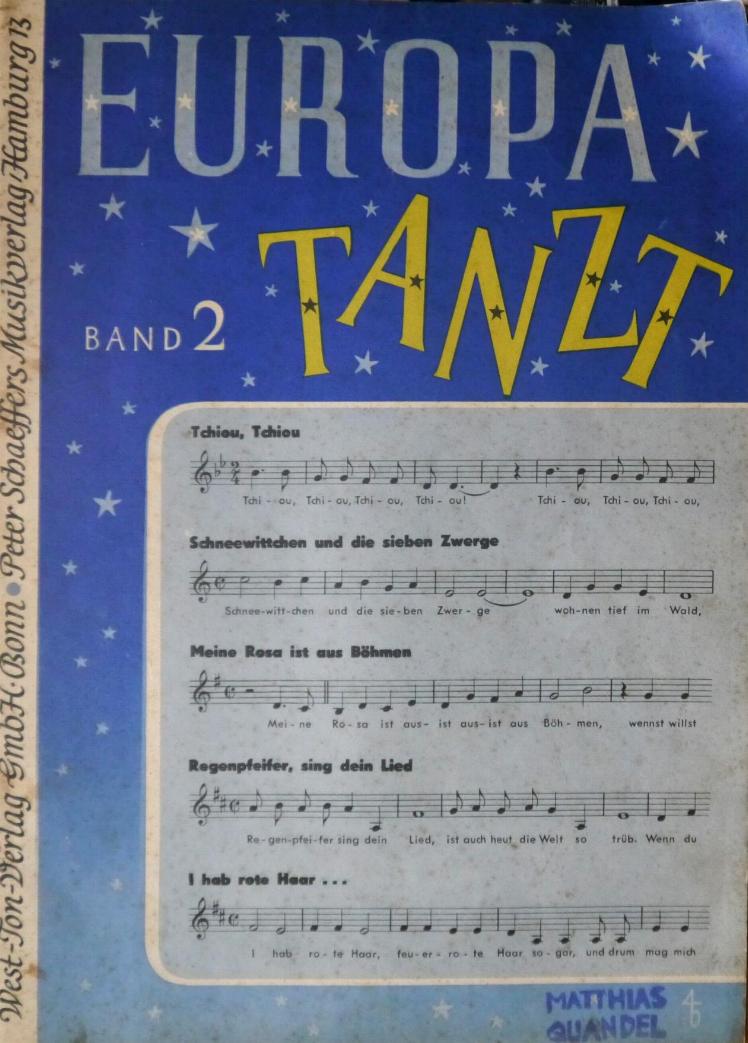 West-Ton-Verlag GmbH Bonn • Peter Schaeffers Musikverlag Hamburg 13
EUROPA
TANZT
BAND 2
Tchiou, Tchiou
Tchi - ou, Tchi - ou, Tchi - ou, Tchi - ou! Tchi - ou, Tchi - ou, Tchi - ou,
Schneewittchen und die sieben Zwerge
Schnee-witt-chen und die sie-ben Zwer - ge woh-nen tief im Wald,
Meine Rosa ist aus Böhmen
Mei - ne Ro - sa ist aus- ist aus-ist aus Böh - men, wennst willst
Regenpfeifer, sing dein Lied
Re-gen-pfei-fer sing dein Lied, ist auch heut die Welt so trüb. Wenn du
I hab rote Haar ...
I hab ro - te Haar, feu-er - ro - te Haar so-gar, und drum mag mich
MATTHIAS
QUANDEL